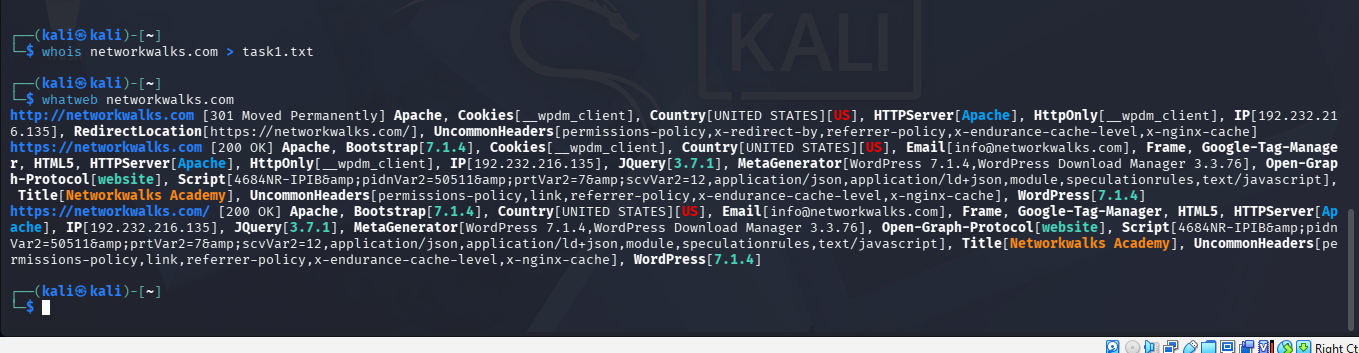 ┌──(kali㉿kali)-[~]
└─$ whois networkwalks.com > task1.txt
KALI
┌──(kali㉿kali)-[~]
└─$ whatweb networkwalks.com
http://networkwalks.com [301 Moved Permanently] Apache, Cookies[__wpdm_client], Country[UNITED STATES][US], HTTPServer[Apache], HttpOnly[__wpdm_client], IP[192.232.21
6.135], RedirectLocation[https://networkwalks.com/], UncommonHeaders[permissions-policy,x-redirect-by,referrer-policy,x-endurance-cache-level,x-nginx-cache]
https://networkwalks.com [200 OK] Apache, Bootstrap[7.1.4], Cookies[__wpdm_client], Country[UNITED STATES][US], Email[info@networkwalks.com], Frame, Google-Tag-Manage
r, HTML5, HTTPServer[Apache], HttpOnly[__wpdm_client], IP[192.232.216.135], JQuery[3.7.1], MetaGenerator[WordPress 7.1.4,WordPress Download Manager 3.3.76], Open-Grap
h-Protocol[website], Script[4684NR-IPIB&amp;pidnVar2=50511&amp;prtVar2=7&amp;scvVar2=12,application/json,application/ld+json,module,speculationrules,text/javascript],
Title[Networkwalks Academy], UncommonHeaders[permissions-policy,link,referrer-policy,x-endurance-cache-level,x-nginx-cache], WordPress[7.1.4]
https://networkwalks.com/ [200 OK] Apache, Bootstrap[7.1.4], Country[UNITED STATES][US], Email[info@networkwalks.com], Frame, Google-Tag-Manager, HTML5, HTTPServer[Ap
ache], IP[192.232.216.135], JQuery[3.7.1], MetaGenerator[WordPress 7.1.4,WordPress Download Manager 3.3.76], Open-Graph-Protocol[website], Script[4684NR-IPIB&amp;pidn
Var2=50511&amp;prtVar2=7&amp;scvVar2=12,application/json,application/ld+json,module,speculationrules,text/javascript], Title[Networkwalks Academy], UncommonHeaders[pe
rmissions-policy,link,referrer-policy,x-endurance-cache-level,x-nginx-cache], WordPress[7.1.4]
┌──(kali㉿kali)-[~]
└─$
Right Ct